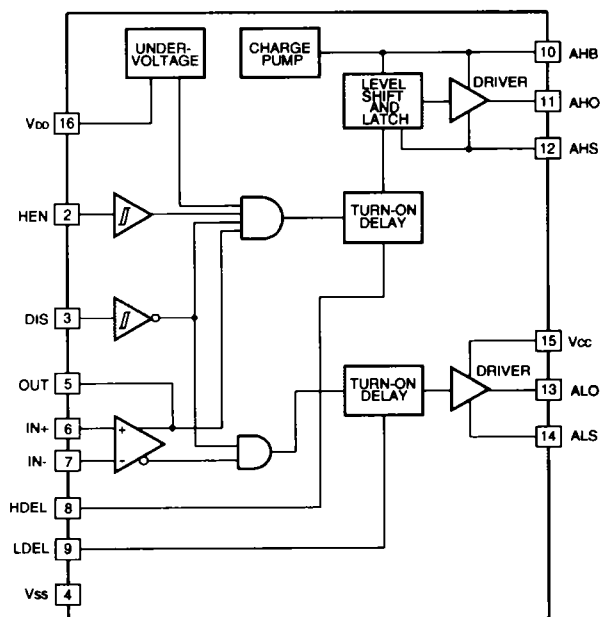 UNDER-
VOLTAGE
CHARGE
PUMP
10 AHB
LEVEL
SHIFT
AND
LATCH
DRIVER
11 AHO
VDD 16
12 AHS
HEN 2
TURN-ON
DELAY
DIS 3
15 VCC
OUT 5
TURN-ON
DELAY
DRIVER
13 ALO
IN+ 6 +
14 ALS
IN- 7 -
HDEL 8
LDEL 9
VSS 4